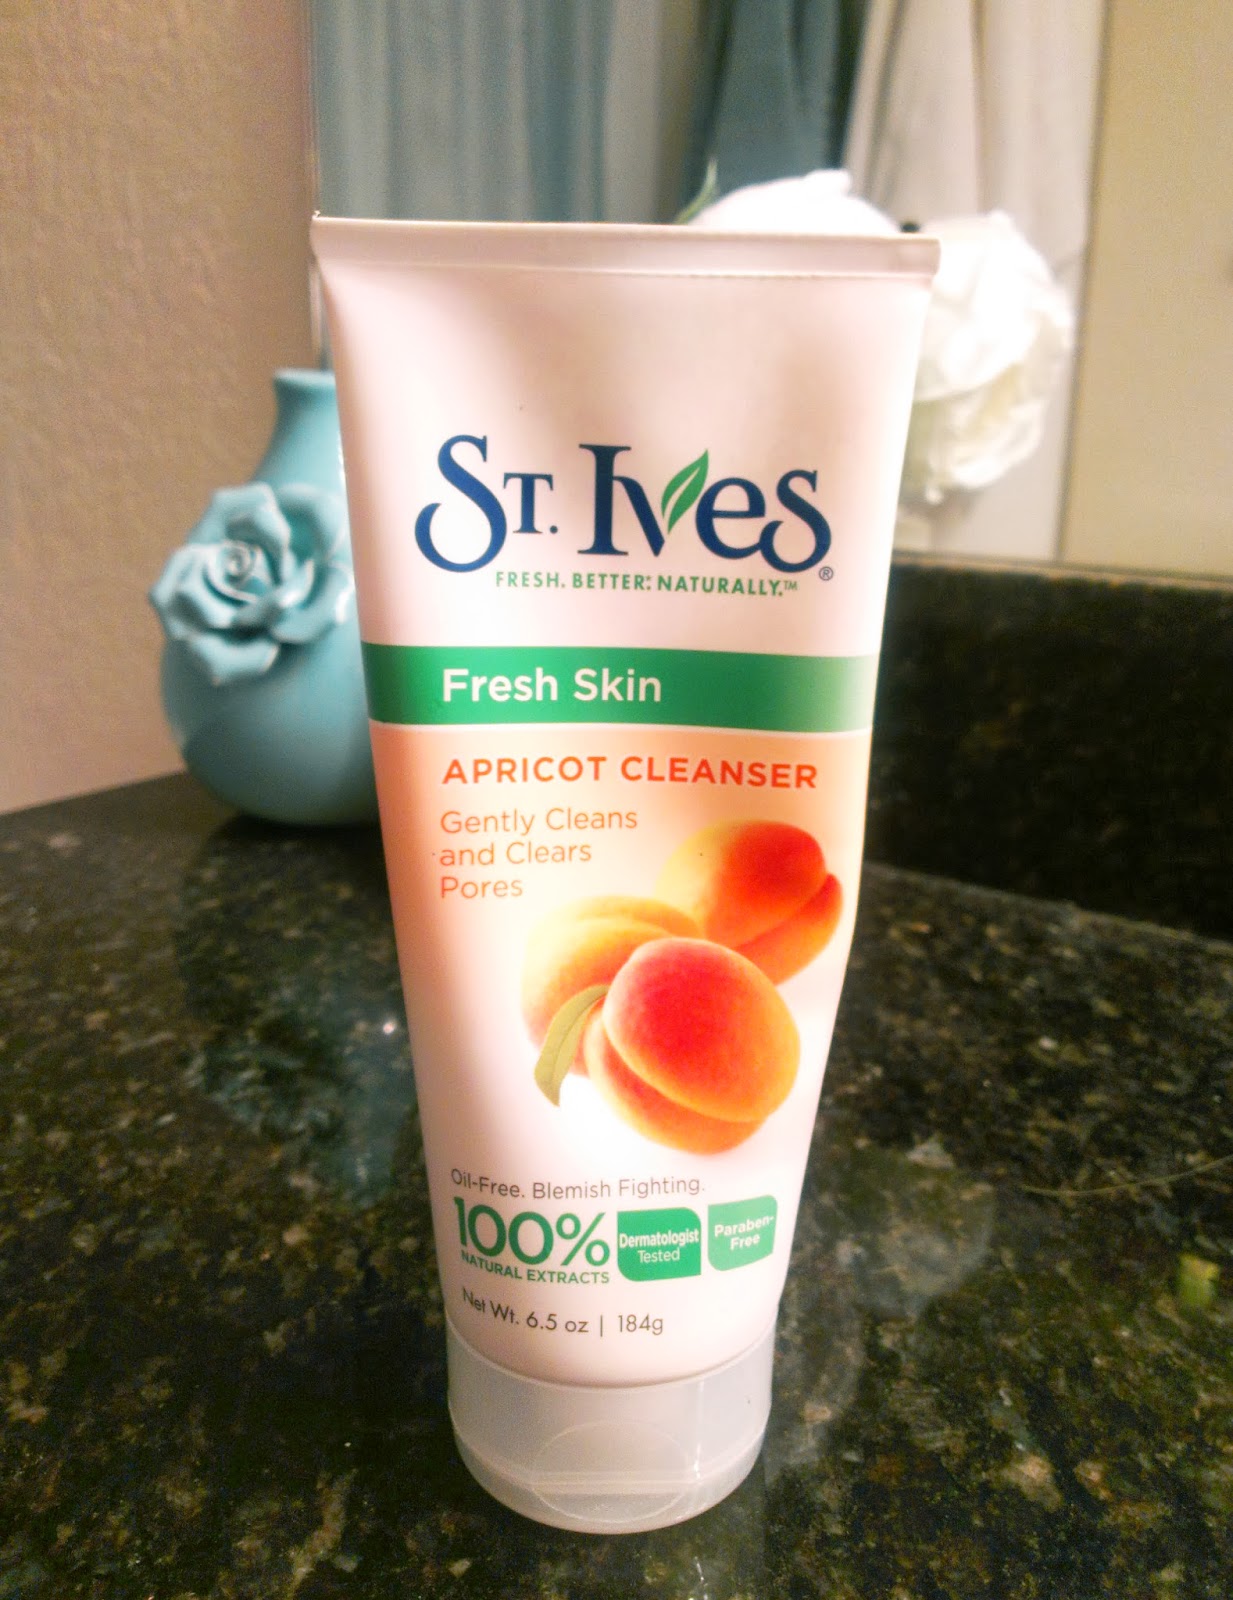 ST. IVES®
FRESH. BETTER. NATURALLY.™
Fresh Skin
APRICOT CLEANSER
Gently Cleans
and Clears
Pores
Oil-Free. Blemish Fighting.
100%
NATURAL EXTRACTS
Dermatologist
Tested
Paraben-
Free
Net Wt. 6.5 oz | 184g